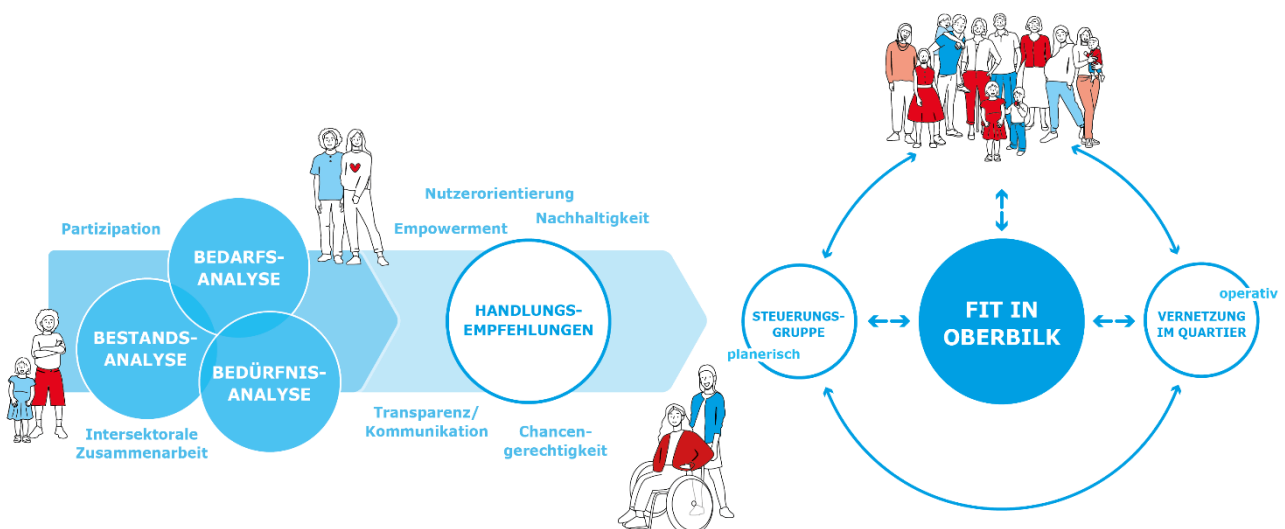 Partizipation
BEDARFS-
ANALYSE
BESTANDS-
ANALYSE
BEDÜRFNIS-
ANALYSE
Intersektorale
Zusammenarbeit
Nutzerorientierung
Empowerment
Nachhaltigkeit
HANDLUNGS-
EMPFEHLUNGEN
Transparenz/
Kommunikation
Chancen-
gerechtigkeit
STEUERUNGS-
GRUPPE
planerisch
FIT IN
OBERBILK
operativ
VERNETZUNG
IM QUARTIER